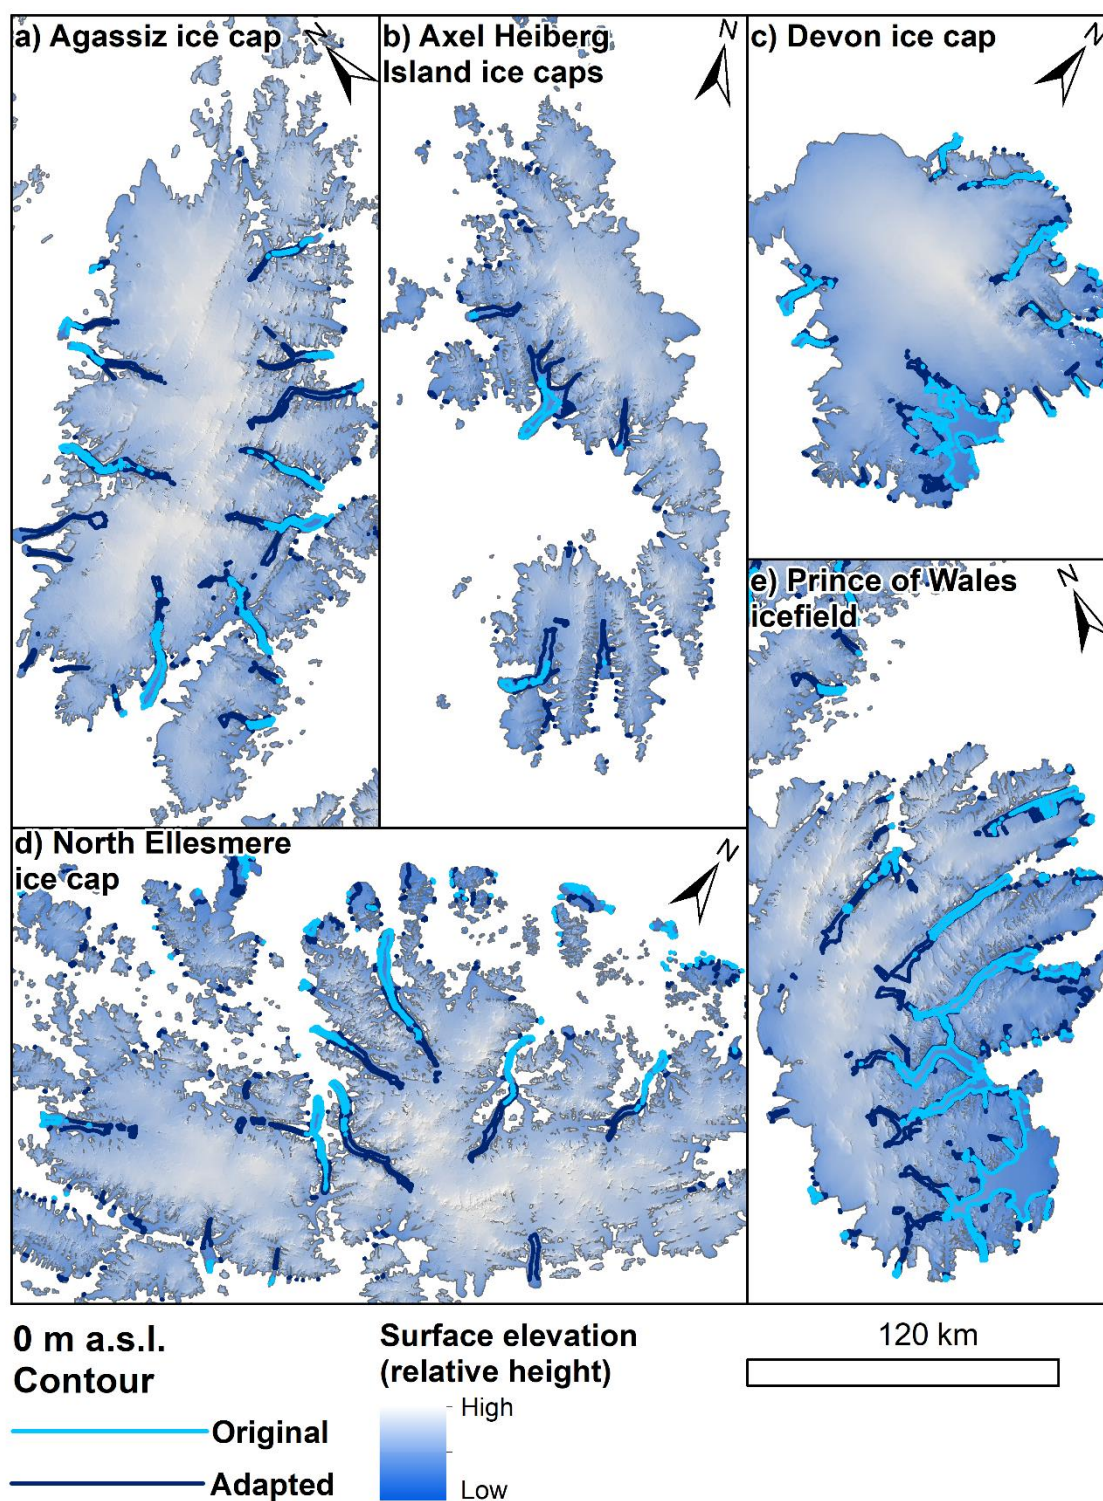 a) Agassiz ice cap
N
b) Axel Heiberg
Island ice caps
N
c) Devon ice cap
N
d) North Ellesmere
ice cap
N
e) Prince of Wales
icefield
N
0 m a.s.l.
Contour
Original
Adapted
Surface elevation
(relative height)
High
Low
120 km